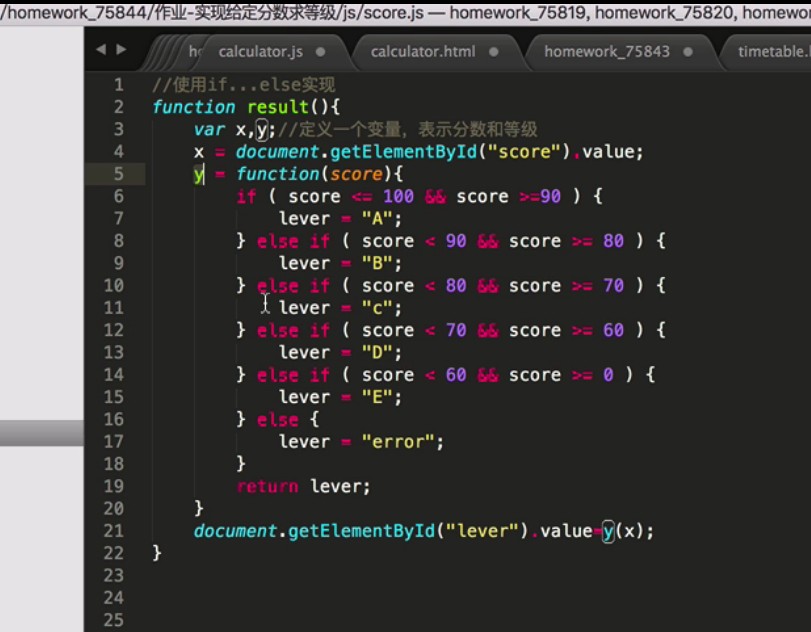 /homework_75844/作业-实现给定分数求等级/js/score.js — homework_75819, homework_75820, homewor
calculator.js
calculator.html
homework_75843
timetable.
1 //使用if...else实现
2 function result(){
3 var x,y;//定义一个变量，表示分数和等级
4 x = document.getElementById("score").value;
5 y = function(score){
6 if ( score <= 100 && score >=90 ) {
7 lever = "A";
8 } else if ( score < 90 && score >= 80 ) {
9 lever = "B";
10 } else if ( score < 80 && score >= 70 ) {
11 lever = "c";
12 } else if ( score < 70 && score >= 60 ) {
13 lever = "D";
14 } else if ( score < 60 && score >= 0 ) {
15 lever = "E";
16 } else {
17 lever = "error";
18 }
19 return lever;
20 }
21 document.getElementById("lever").value=y(x);
22 }
23
24
25